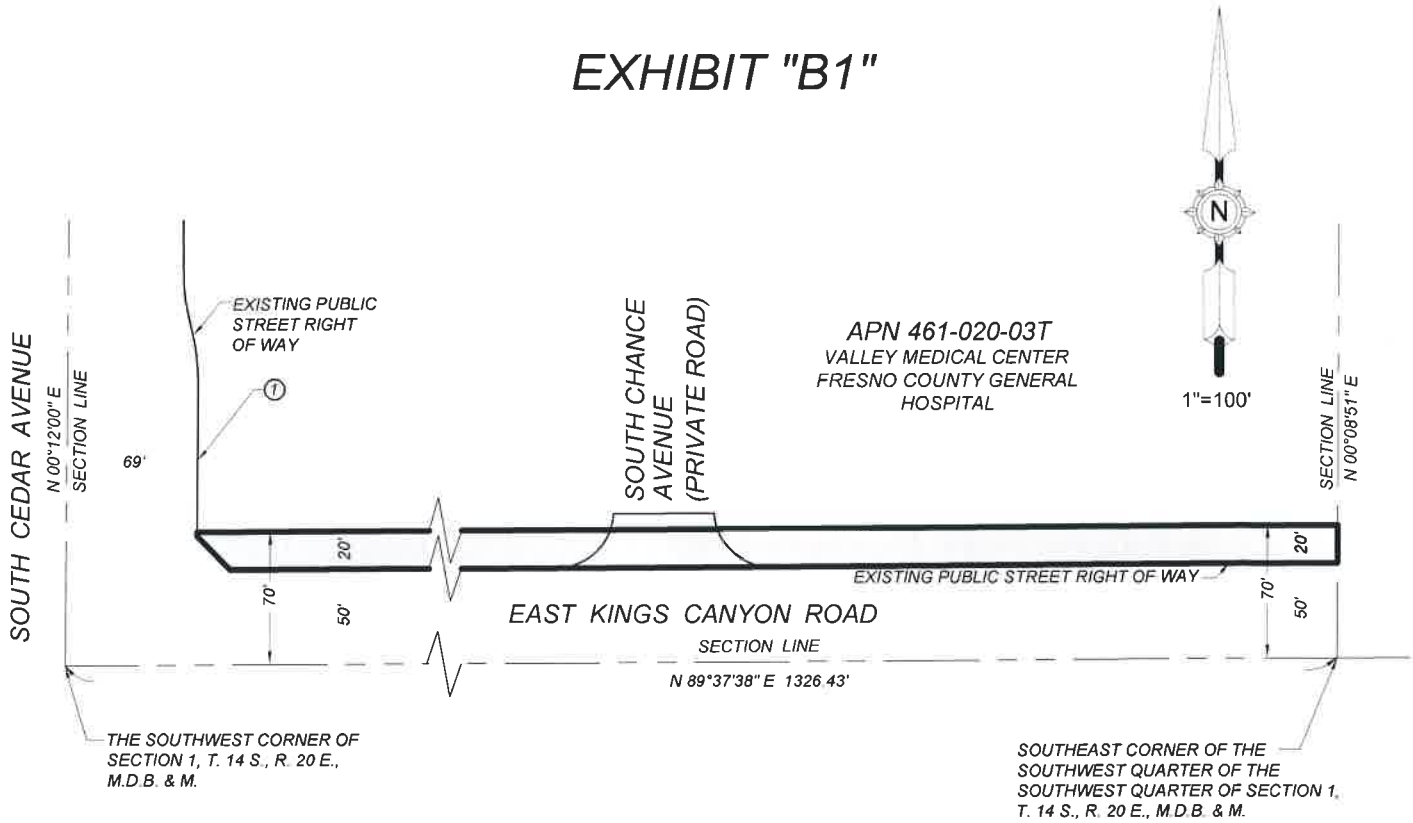 EXHIBIT "B1"
N
1"=100'
EXISTING PUBLIC
STREET RIGHT
OF WAY
1
SOUTH CEDAR AVENUE
N 00°12'00" E
SECTION LINE
69'
SOUTH CHANCE
AVENUE
(PRIVATE ROAD)
APN 461-020-03T
VALLEY MEDICAL CENTER
FRESNO COUNTY GENERAL
HOSPITAL
SECTION LINE
N 00°08'51" E
20'
70'
50'
20'
70'
50'
EXISTING PUBLIC STREET RIGHT OF WAY
EAST KINGS CANYON ROAD
SECTION LINE
N 89°37'38" E 1326.43'
THE SOUTHWEST CORNER OF
SECTION 1, T. 14 S., R. 20 E.,
M.D.B. & M.
SOUTHEAST CORNER OF THE
SOUTHWEST QUARTER OF THE
SOUTHWEST QUARTER OF SECTION 1,
T. 14 S., R. 20 E., M.D.B. & M.